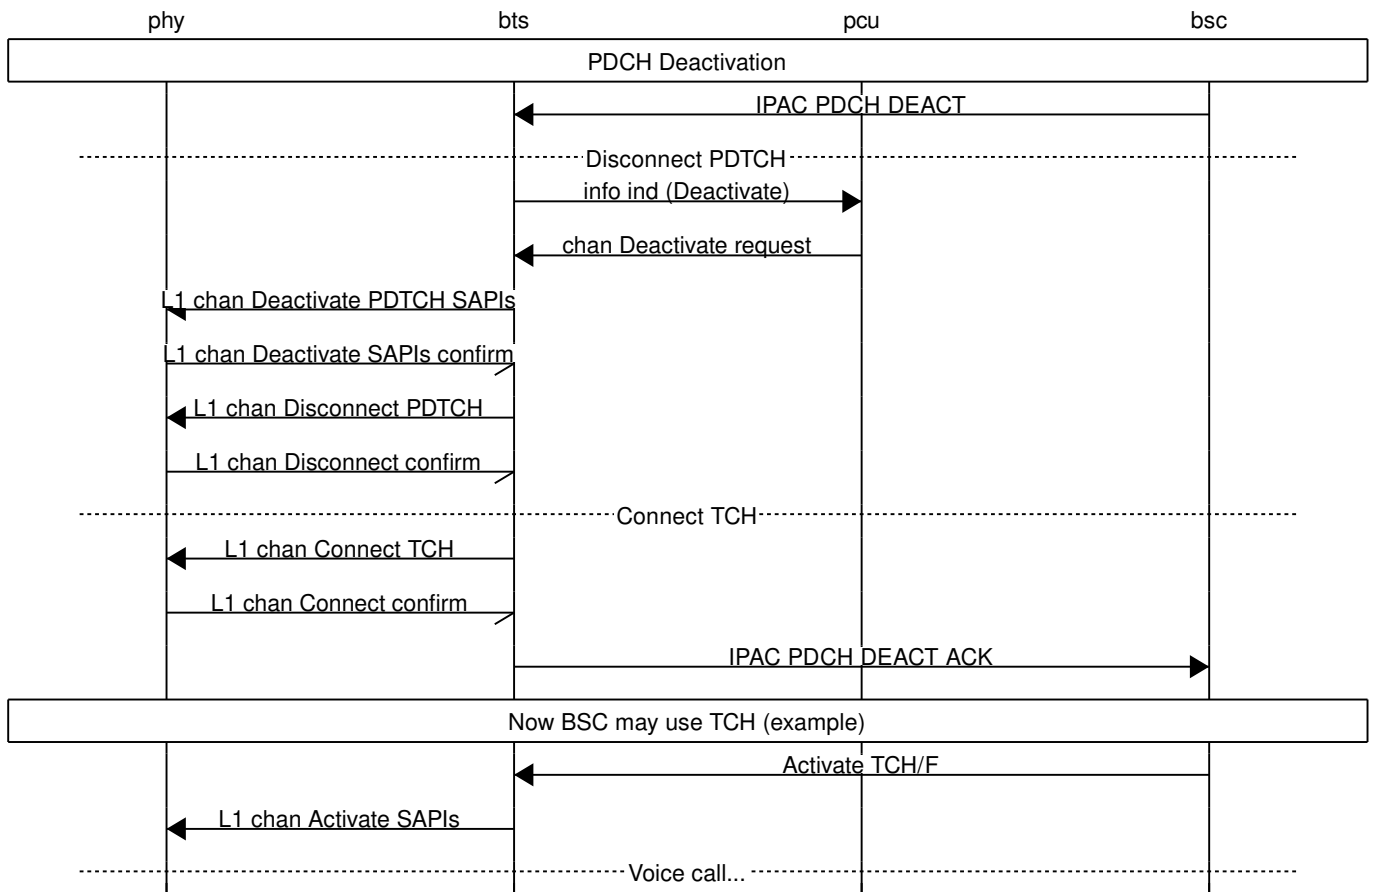 phy bts pcu bsc
PDCH Deactivation
IPAC PDCH DEACT
Disconnect PDTCH
info ind (Deactivate)
chan Deactivate request
L1 chan Deactivate PDTCH SAPIs
L1 chan Deactivate SAPIs confirm
L1 chan Disconnect PDTCH
L1 chan Disconnect confirm
Connect TCH
L1 chan Connect TCH
L1 chan Connect confirm
IPAC PDCH DEACT ACK
Now BSC may use TCH (example)
Activate TCH/F
L1 chan Activate SAPIs
Voice call...